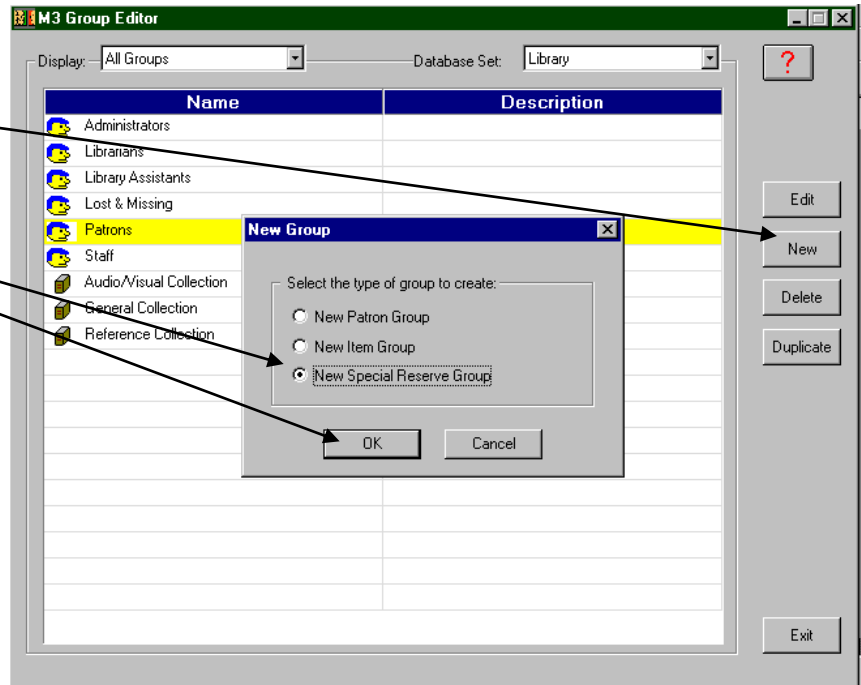 M3 Group Editor
Display: All Groups Database Set: Library
?
Name Description
Administrators
Librarians
Library Assistants
Lost & Missing
Patrons
Staff
Audio/Visual Collection
General Collection
Reference Collection
New Group
Select the type of group to create:
New Patron Group
New Item Group
New Special Reserve Group
OK Cancel
Edit
New
Delete
Duplicate
Exit